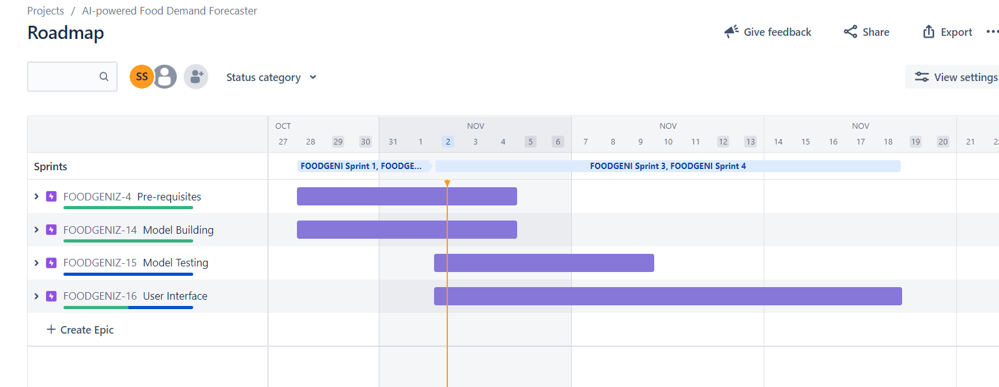 Projects / AI-powered Food Demand Forecaster
Roadmap
Give feedback
Share
Export
SS
Status category
View settings
OCT
NOV
NOV
NOV
27 28 29 30 31 1 2 3 4 5 6 7 8 9 10 11 12 13 14 15 16 17 18 19 20 21
Sprints
FOODGENI Sprint 1, FOODGE...
FOODGENI Sprint 3, FOODGENI Sprint 4
FOODGENIZ-4 Pre-requisites
FOODGENIZ-14 Model Building
FOODGENIZ-15 Model Testing
FOODGENIZ-16 User Interface
+ Create Epic